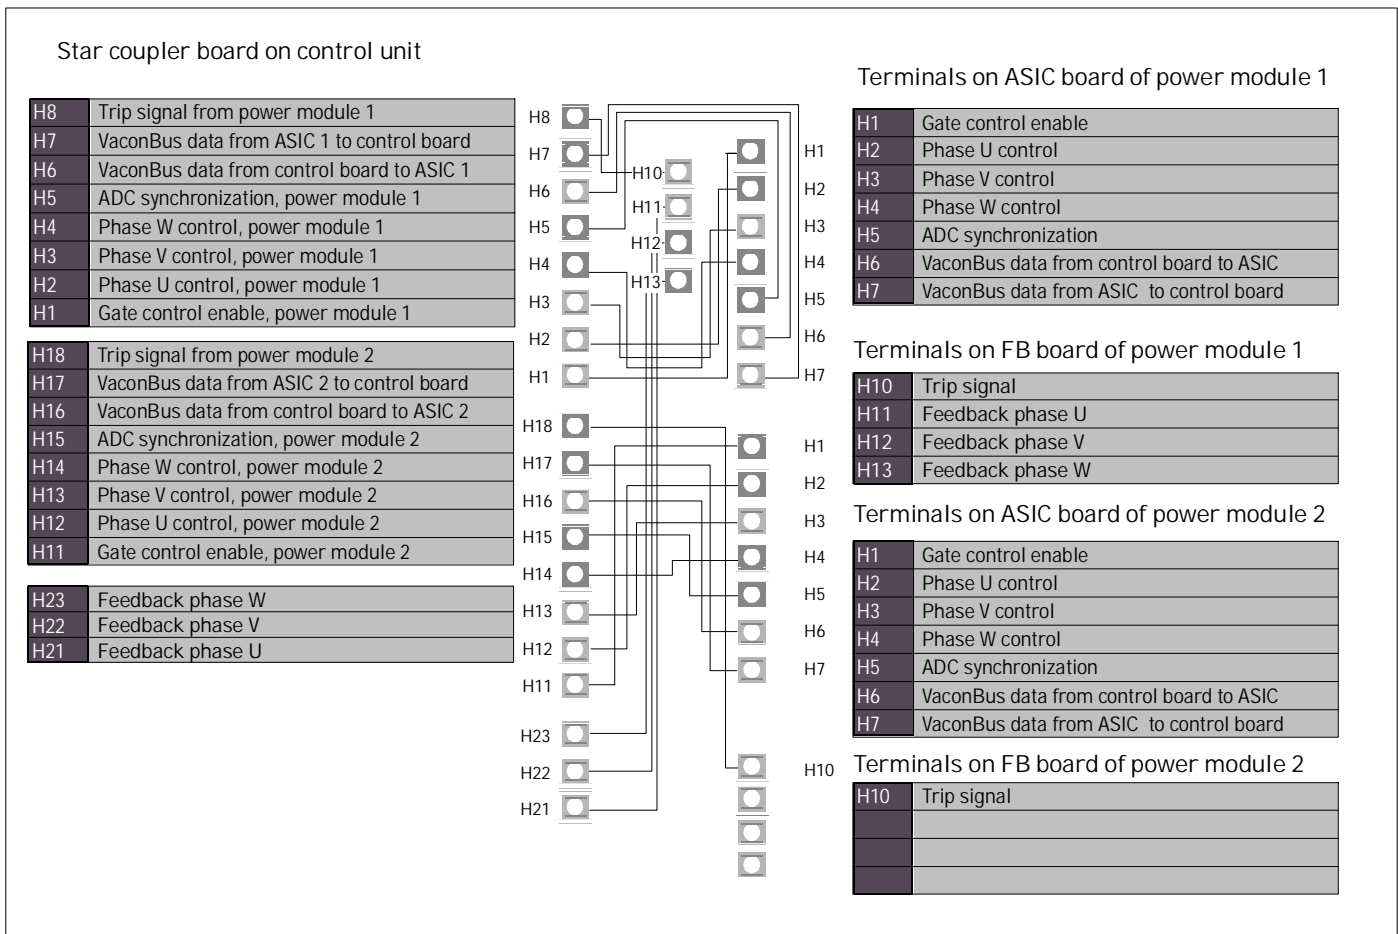 Star coupler board on control unit
H8 Trip signal from power module 1
H7 VaconBus data from ASIC 1 to control board
H6 VaconBus data from control board to ASIC 1
H5 ADC synchronization, power module 1
H4 Phase W control, power module 1
H3 Phase V control, power module 1
H2 Phase U control, power module 1
H1 Gate control enable, power module 1
H18 Trip signal from power module 2
H17 VaconBus data from ASIC 2 to control board
H16 VaconBus data from control board to ASIC 2
H15 ADC synchronization, power module 2
H14 Phase W control, power module 2
H13 Phase V control, power module 2
H12 Phase U control, power module 2
H11 Gate control enable, power module 2
H23 Feedback phase W
H22 Feedback phase V
H21 Feedback phase U
H8
H7
H6
H5
H4
H3
H2
H1
H18
H17
H16
H15
H14
H13
H12
H11
H23
H22
H21
H10
H11
H12
H13
H1
H2
H3
H4
H5
H6
H7
H1
H2
H3
H4
H5
H6
H7
H10
Terminals on ASIC board of power module 1
H1 Gate control enable
H2 Phase U control
H3 Phase V control
H4 Phase W control
H5 ADC synchronization
H6 VaconBus data from control board to ASIC
H7 VaconBus data from ASIC to control board
Terminals on FB board of power module 1
H10 Trip signal
H11 Feedback phase U
H12 Feedback phase V
H13 Feedback phase W
Terminals on ASIC board of power module 2
H1 Gate control enable
H2 Phase U control
H3 Phase V control
H4 Phase W control
H5 ADC synchronization
H6 VaconBus data from control board to ASIC
H7 VaconBus data from ASIC to control board
Terminals on FB board of power module 2
H10 Trip signal